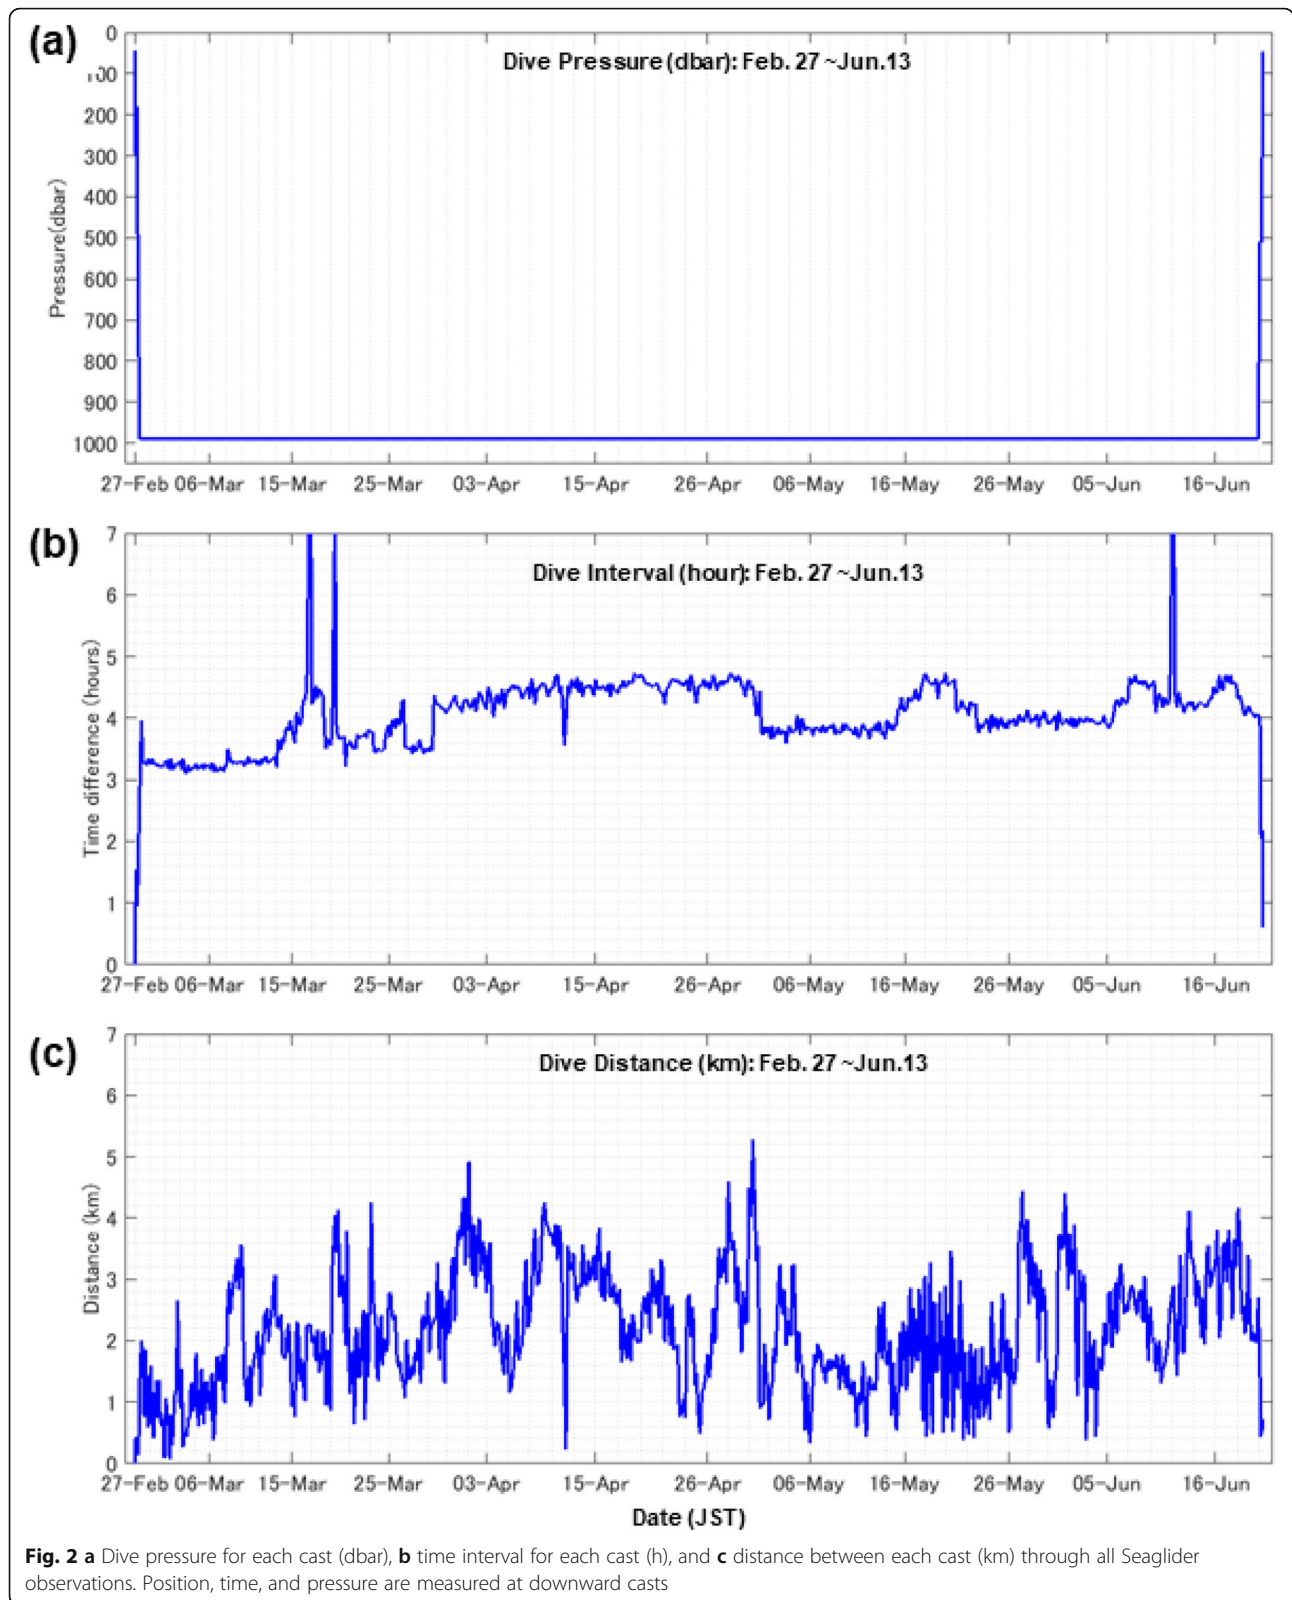 (a)
Dive Pressure (dbar): Feb. 27 ~Jun.13
Pressure(dbar)
0
100
200
300
400
500
600
700
800
900
1000
27-Feb 06-Mar 15-Mar 25-Mar 03-Apr 15-Apr 26-Apr 06-May 16-May 26-May 05-Jun 16-Jun
(b)
Dive Interval (hour): Feb. 27 ~Jun.13
Time difference (hours)
7
6
5
4
3
2
1
0
27-Feb 06-Mar 15-Mar 25-Mar 03-Apr 15-Apr 26-Apr 06-May 16-May 26-May 05-Jun 16-Jun
(c)
Dive Distance (km): Feb. 27 ~Jun.13
Distance (km)
7
6
5
4
3
2
1
0
27-Feb 06-Mar 15-Mar 25-Mar 03-Apr 15-Apr 26-Apr 06-May 16-May 26-May 05-Jun 16-Jun
Date (JST)
Fig. 2 a Dive pressure for each cast (dbar), b time interval for each cast (h), and c distance between each cast (km) through all Seaglider
observations. Position, time, and pressure are measured at downward casts